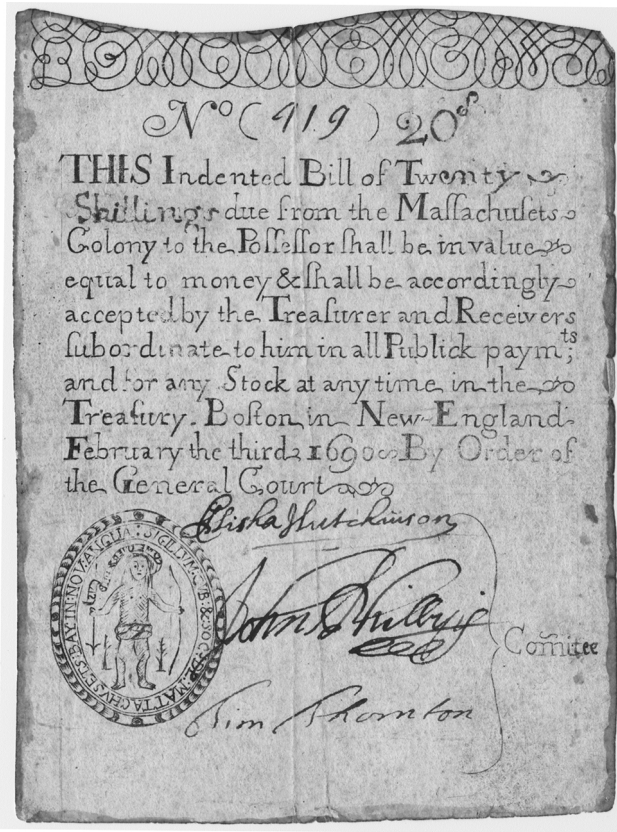 No (919) 20s
THIS Indented Bill of Twenty
Shillings due from the Massachusets
Colony to the Possessor shall be in value
equal to money & shall be accordingly
accepted by the Treasurer and Receivers
subordinate to him in all Publick paymts;
and for any Stock at any time in the
Treasury. Boston in New-England
February the third 1690 By Order of
the General Court
Elisha Hutchinson
John Phillips
Tim Thornton
Comitee
SIGILLUM: GUB: & SOC: DE: MATTACHVSETS: BAY: IN: NOV: ANGLIA: